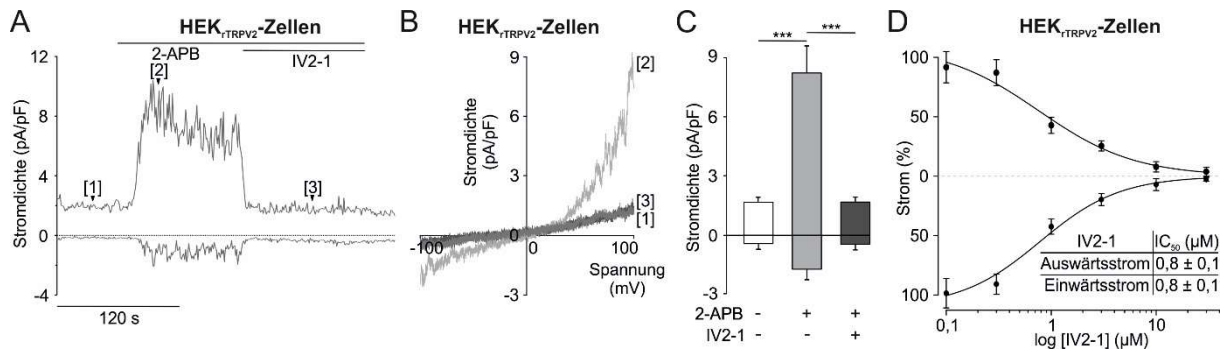 A
HEKrTRPV2-Zellen
2-APB
IV2-1
Stromdichte (pA/pF)
12
8
4
0
-4
[1]
[2]
[3]
120 s
B
HEKrTRPV2-Zellen
Stromdichte
(pA/pF)
9
6
3
0
-3
-100
0
100
Spannung
(mV)
[2]
[3]
[1]
C
Stromdichte (pA/pF)
9
6
3
0
-3
***
***
2-APB - + +
IV2-1 - - +
D
HEKrTRPV2-Zellen
Strom (%)
100
50
0
50
100
IV2-1 IC50 (µM)
Auswärtsstrom 0,8 ± 0,1
Einwärtsstrom 0,8 ± 0,1
0,1 1 10
log [IV2-1] (µM)